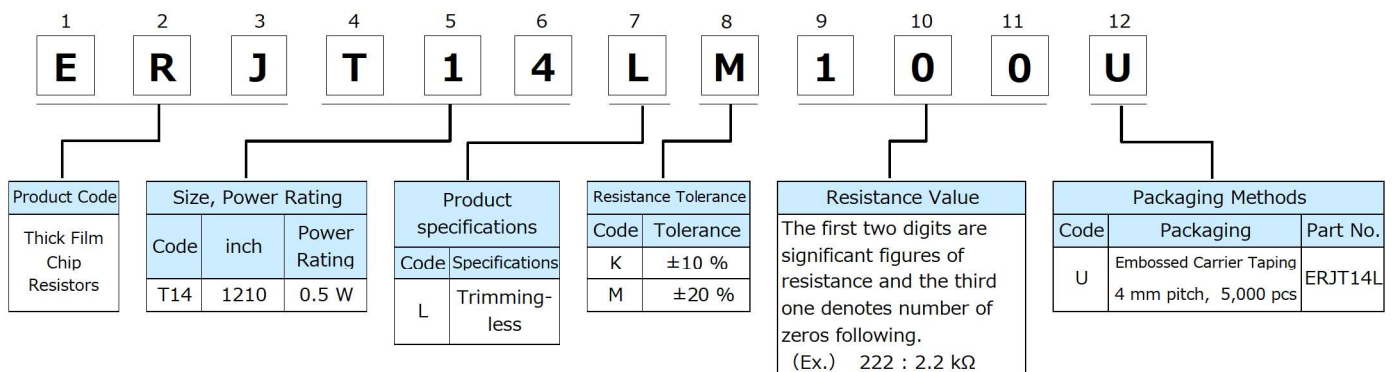 1 2 3 4 5 6 7 8 9 10 11 12
E R J T 1 4 L M 1 0 0 U
Product Code
Thick Film
Chip
Resistors
Size, Power Rating
Code inch Power Rating
T14 1210 0.5 W
Product
specifications
Code Specifications
L Trimming-
less
Resistance Tolerance
Code Tolerance
K ±10 %
M ±20 %
Resistance Value
The first two digits are
significant figures of
resistance and the third
one denotes number of
zeros following.
(Ex.) 222 : 2.2 kΩ
Packaging Methods
Code Packaging Part No.
U Embossed Carrier Taping
4 mm pitch, 5,000 pcs ERJT14L